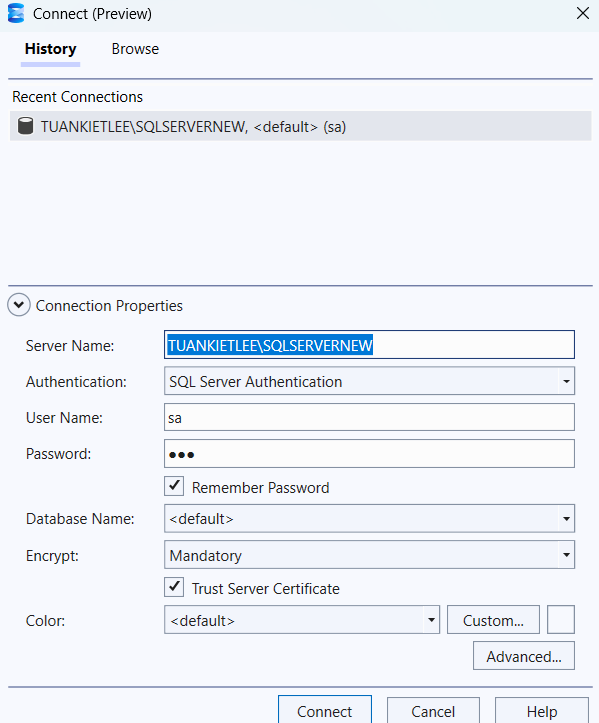 Connect (Preview)
History Browse
Recent Connections
TUANKIETLEE\SQLSERVERNEW, <default> (sa)
Connection Properties
Server Name: TUANKIETLEE\SQLSERVERNEW
Authentication: SQL Server Authentication
User Name: sa
Password: ●●●
Remember Password
Database Name: <default>
Encrypt: Mandatory
Trust Server Certificate
Color: <default> Custom...
Advanced...
Connect Cancel Help